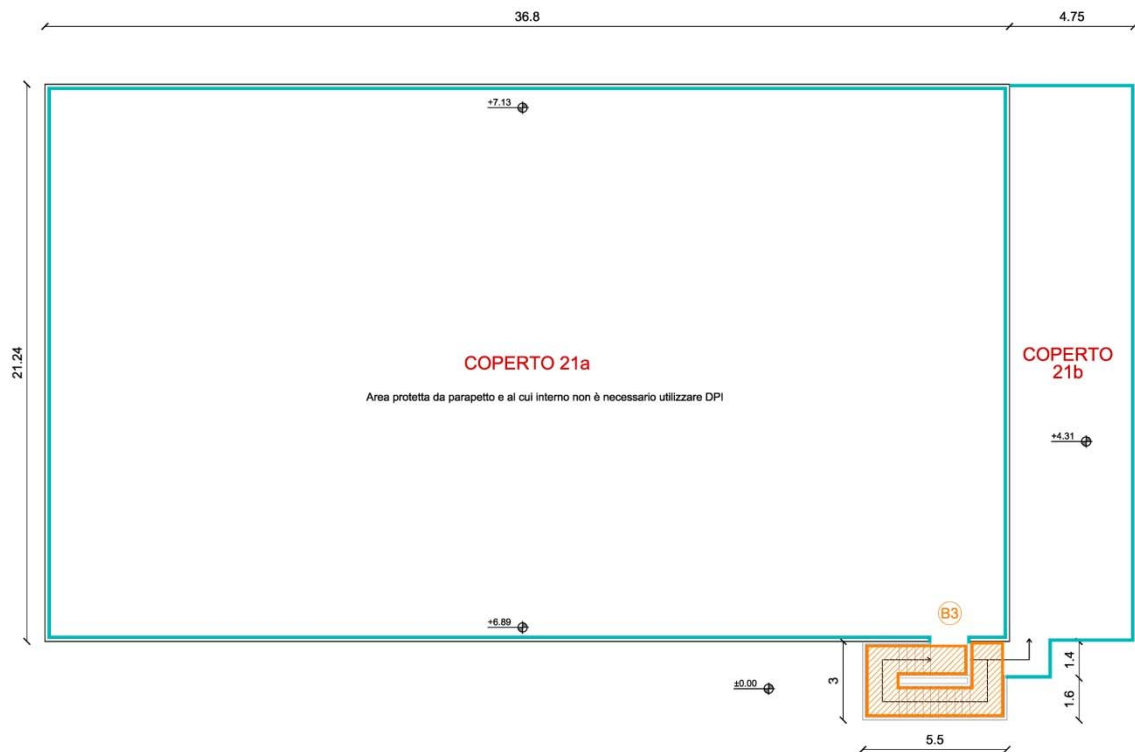 36.8
4.75
+7.13
21.24
COPERTO 21a
Area protetta da parapetto e al cui interno non è necessario utilizzare DPI
COPERTO
21b
+4.31
B3
+6.89
±0.00
3
1.4
1.6
5.5